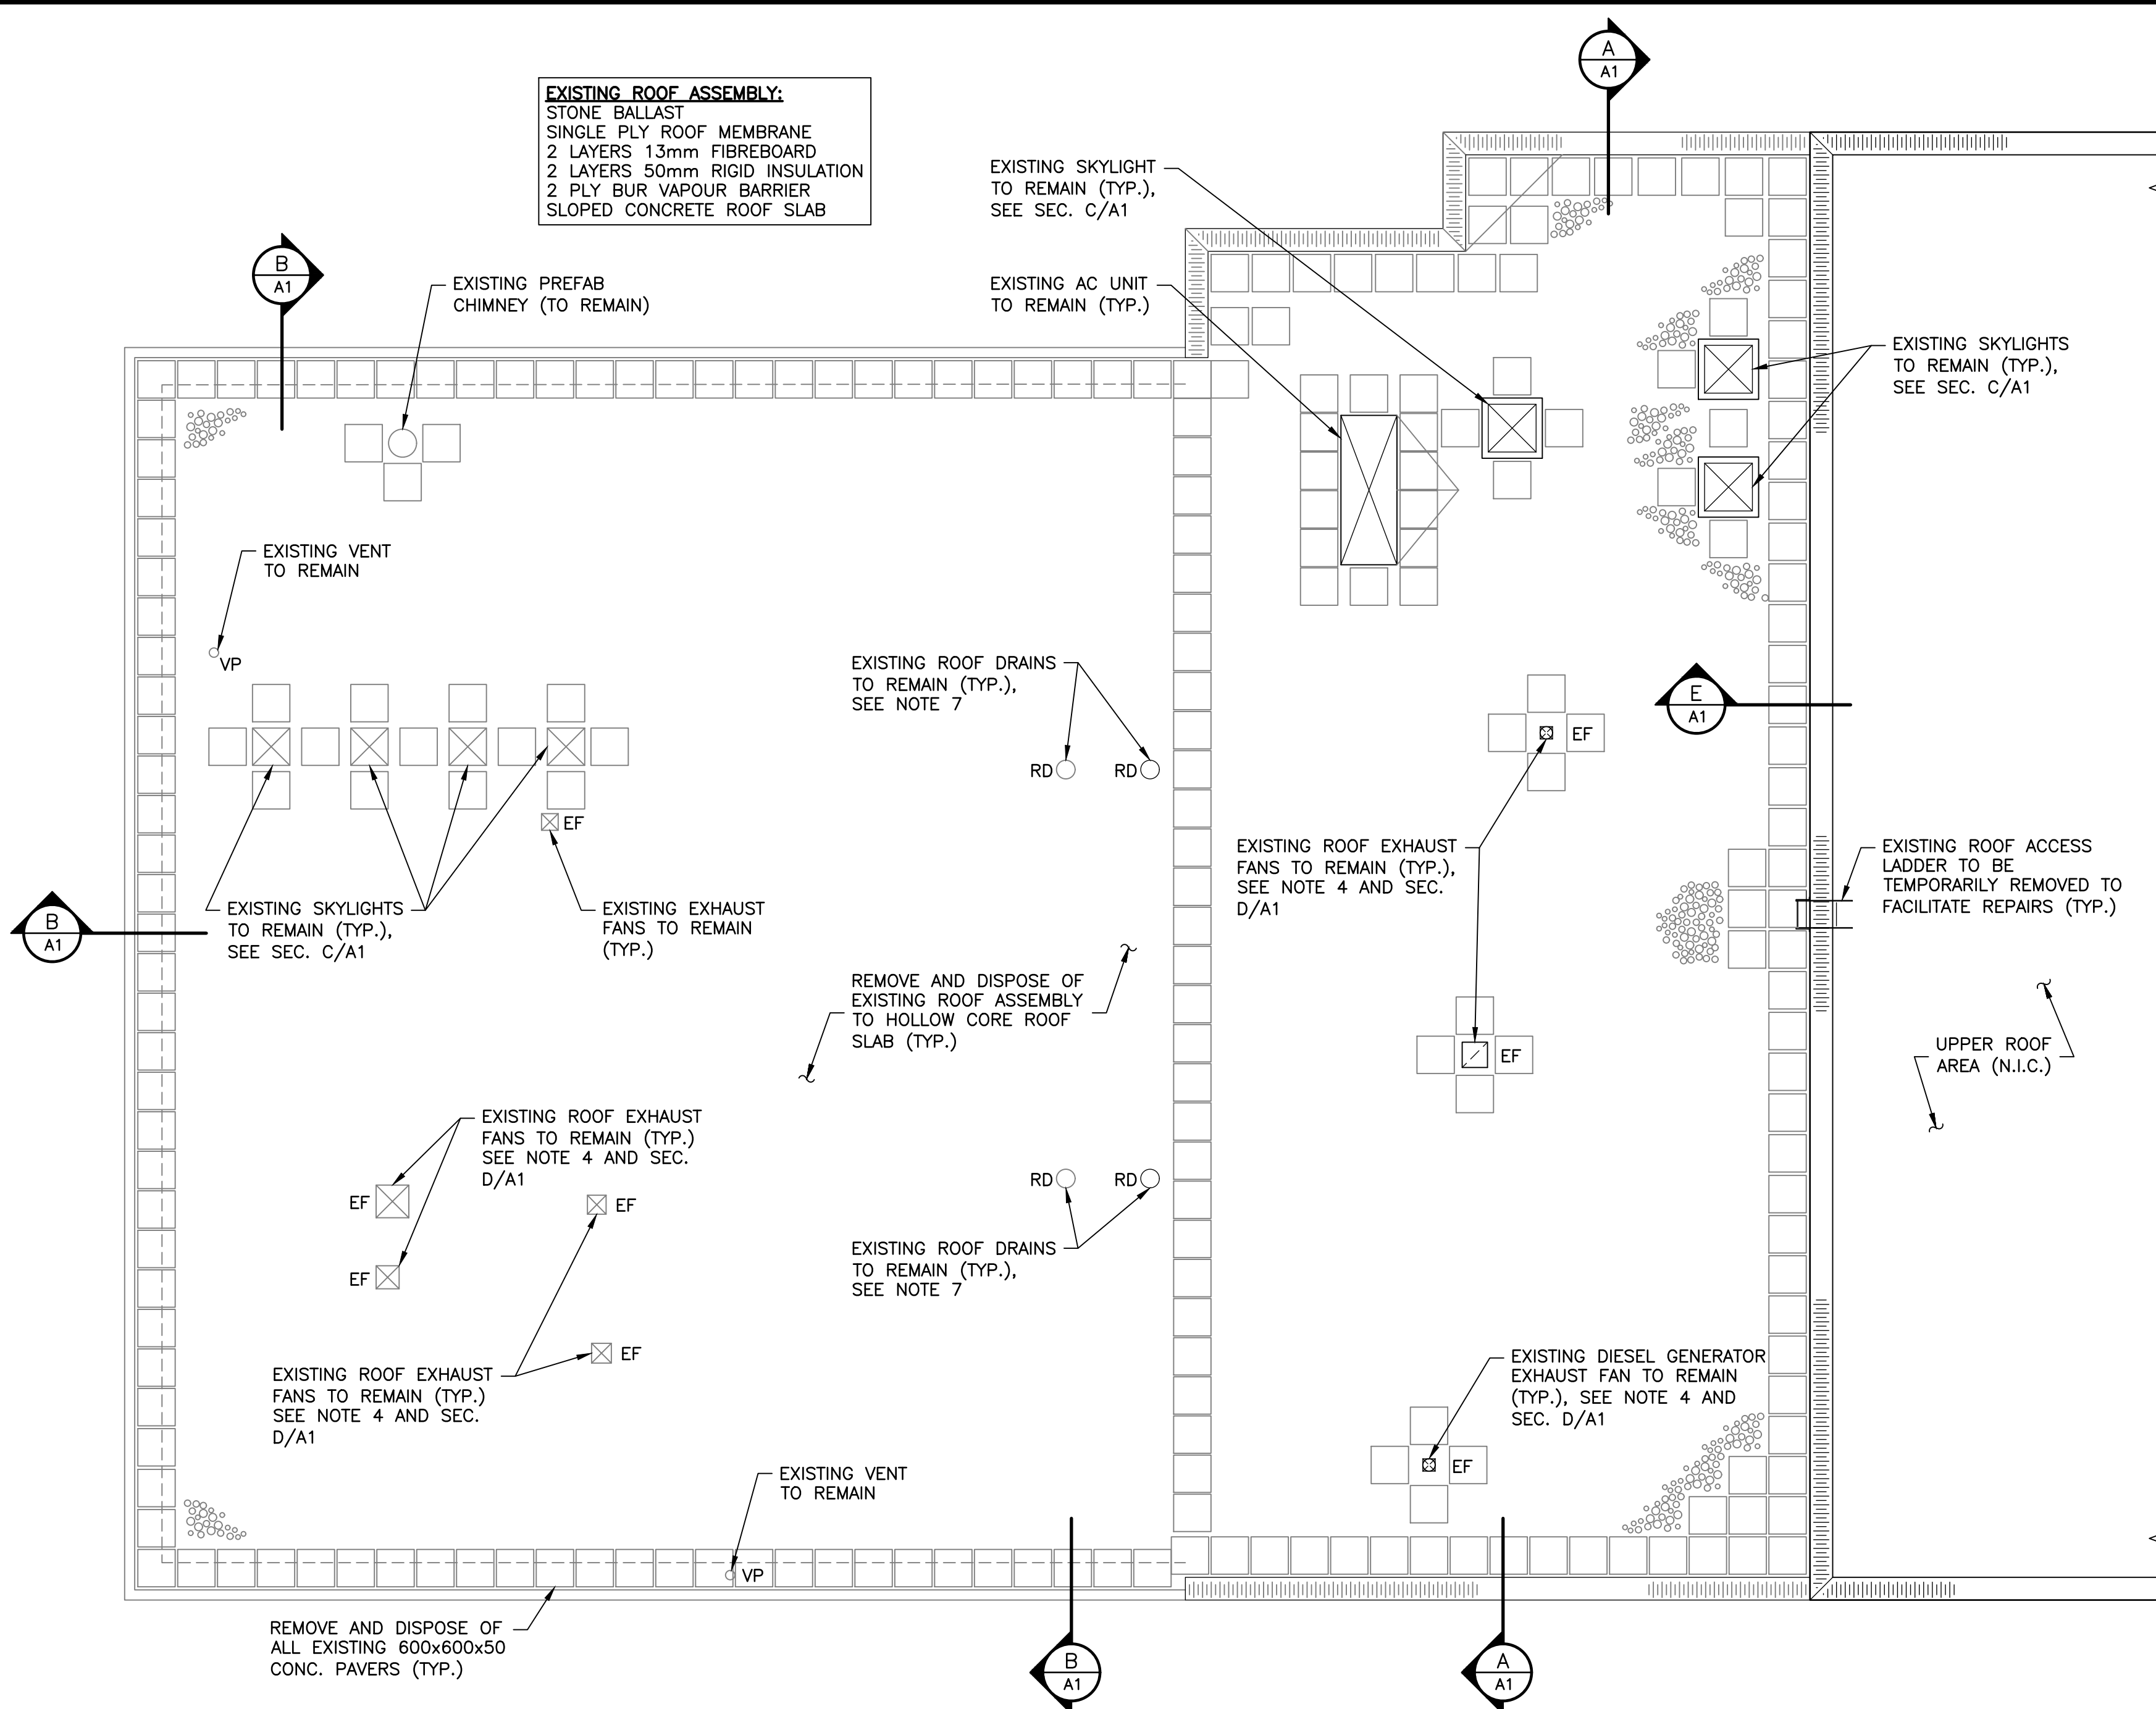 A
A1
EXISTING ROOF ASSEMBLY:
STONE BALLAST
SINGLE PLY ROOF MEMBRANE
2 LAYERS 13mm FIBREBOARD
2 LAYERS 50mm RIGID INSULATION
2 PLY BUR VAPOUR BARRIER
SLOPED CONCRETE ROOF SLAB
EXISTING SKYLIGHT
TO REMAIN (TYP.),
SEE SEC. C/A1
B
A1
EXISTING PREFAB
CHIMNEY (TO REMAIN)
EXISTING AC UNIT
TO REMAIN (TYP.)
EXISTING SKYLIGHTS
TO REMAIN (TYP.),
SEE SEC. C/A1
EXISTING VENT
TO REMAIN
VP
EXISTING ROOF DRAINS
TO REMAIN (TYP.),
SEE NOTE 7
RD
RD
E
A1
EF
EF
EXISTING ROOF EXHAUST
FANS TO REMAIN (TYP.),
SEE NOTE 4 AND SEC.
D/A1
EXISTING ROOF ACCESS
LADDER TO BE
TEMPORARILY REMOVED TO
FACILITATE REPAIRS (TYP.)
B
A1
EXISTING SKYLIGHTS
TO REMAIN (TYP.),
SEE SEC. C/A1
EXISTING EXHAUST
FANS TO REMAIN
(TYP.)
REMOVE AND DISPOSE OF
EXISTING ROOF ASSEMBLY
TO HOLLOW CORE ROOF
SLAB (TYP.)
EF
UPPER ROOF
AREA (N.I.C.)
EXISTING ROOF EXHAUST
FANS TO REMAIN (TYP.)
SEE NOTE 4 AND SEC.
D/A1
EF
EF
RD
RD
EF
EXISTING ROOF DRAINS
TO REMAIN (TYP.),
SEE NOTE 7
EF
EXISTING ROOF EXHAUST
FANS TO REMAIN (TYP.)
SEE NOTE 4 AND SEC.
D/A1
EXISTING DIESEL GENERATOR
EXHAUST FAN TO REMAIN
(TYP.), SEE NOTE 4 AND
SEC. D/A1
EF
EXISTING VENT
TO REMAIN
VP
REMOVE AND DISPOSE OF
ALL EXISTING 600x600x50
CONC. PAVERS (TYP.)
B
A1
A
A1